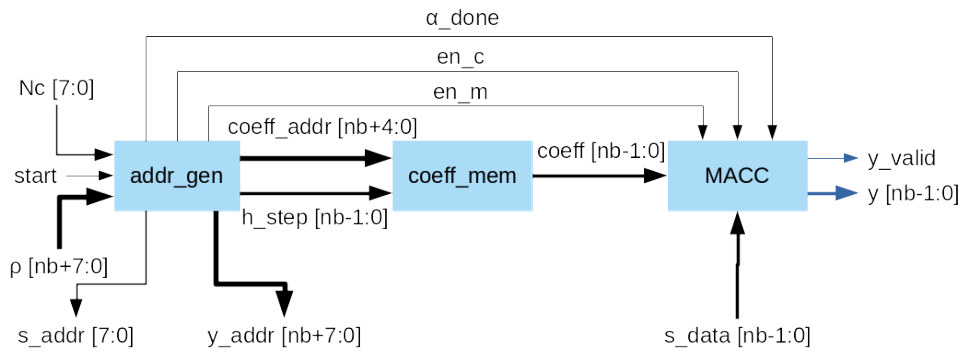 α_done
en_c
Nc [7:0]
en_m
coeff_addr [nb+4:0]
coeff [nb-1:0]
y_valid
start
addr_gen
coeff_mem
MACC
y [nb-1:0]
h_step [nb-1:0]
ρ [nb+7:0]
s_addr [7:0]
y_addr [nb+7:0]
s_data [nb-1:0]